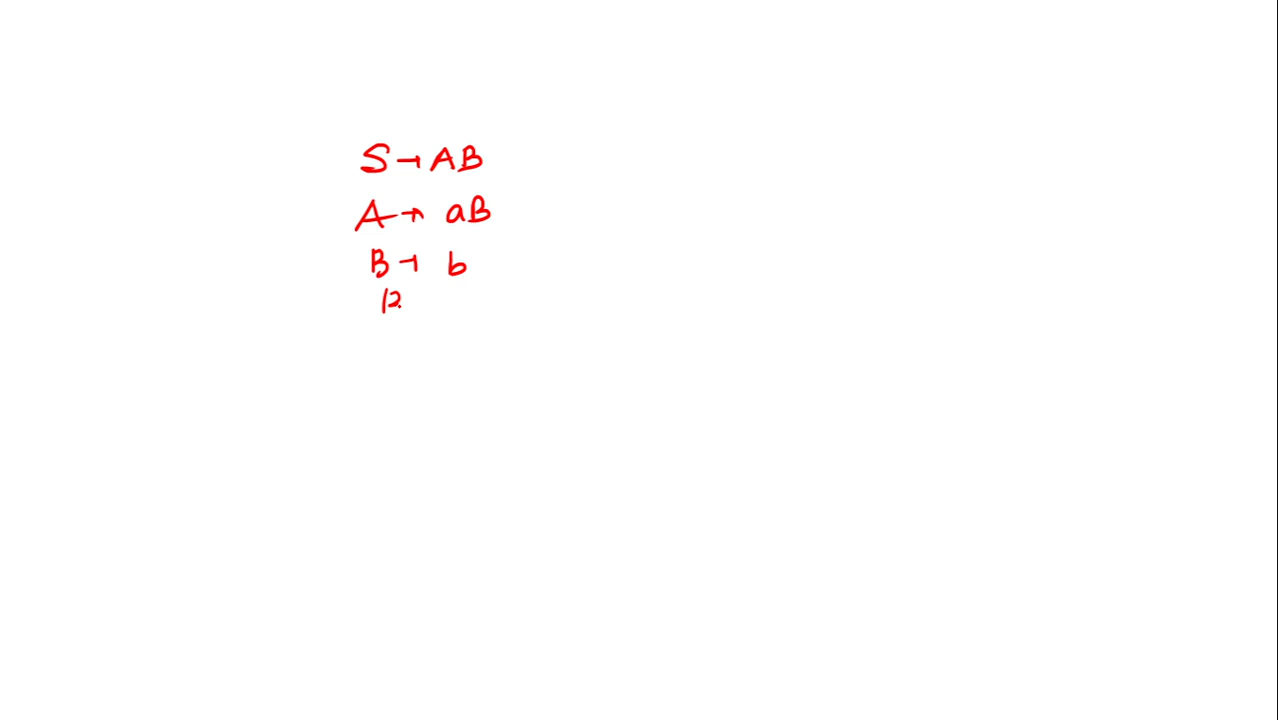 S → AB
A → aB
B → b